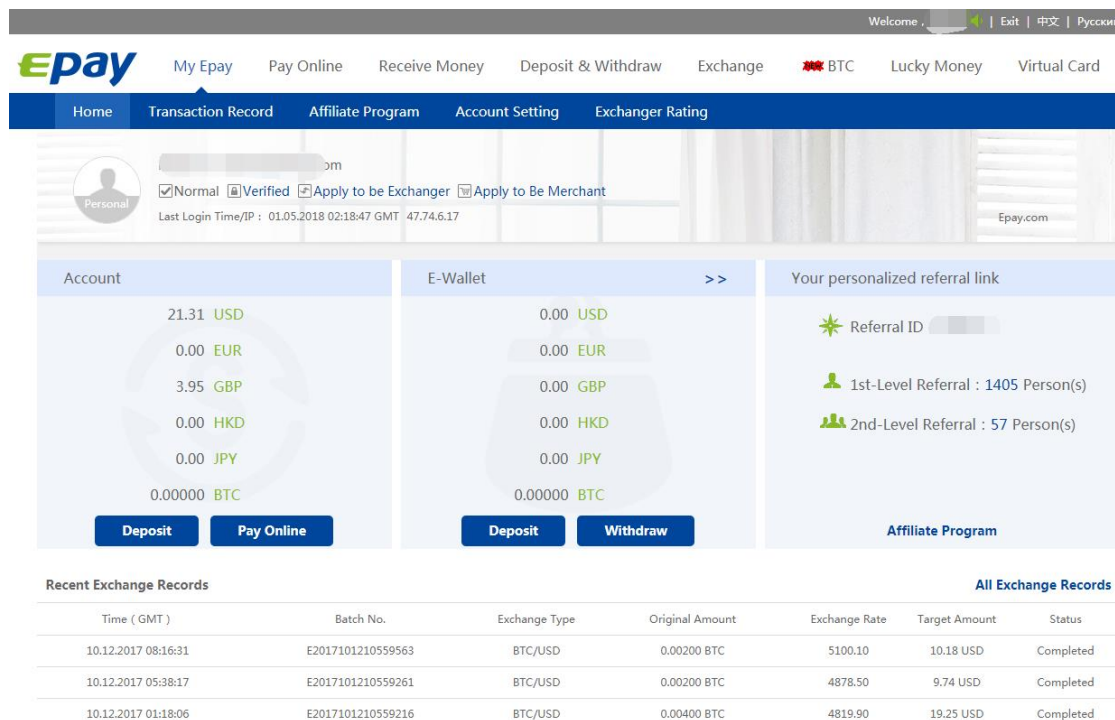 Welcome , | Exit | 中文 | Русски
epay My Epay Pay Online Receive Money Deposit & Withdraw Exchange BTC Lucky Money Virtual Card
Home Transaction Record Affiliate Program Account Setting Exchanger Rating
om
Personal
Normal Verified Apply to be Exchanger Apply to Be Merchant
Last Login Time/IP : 01.05.2018 02:18:47 GMT 47.74.6.17
Epay.com
Account E-Wallet >> Your personalized referral link
21.31 USD 0.00 USD
Referral ID
0.00 EUR 0.00 EUR
3.95 GBP 0.00 GBP 1st-Level Referral : 1405 Person(s)
0.00 HKD 0.00 HKD 2nd-Level Referral : 57 Person(s)
0.00 JPY 0.00 JPY
0.00000 BTC 0.00000 BTC
Deposit Pay Online Deposit Withdraw Affiliate Program
Recent Exchange Records All Exchange Records
Time ( GMT ) Batch No. Exchange Type Original Amount Exchange Rate Target Amount Status
10.12.2017 08:16:31 E2017101210559563 BTC/USD 0.00200 BTC 5100.10 10.18 USD Completed
10.12.2017 05:38:17 E2017101210559261 BTC/USD 0.00200 BTC 4878.50 9.74 USD Completed
10.12.2017 01:18:06 E2017101210559216 BTC/USD 0.00400 BTC 4819.90 19.25 USD Completed